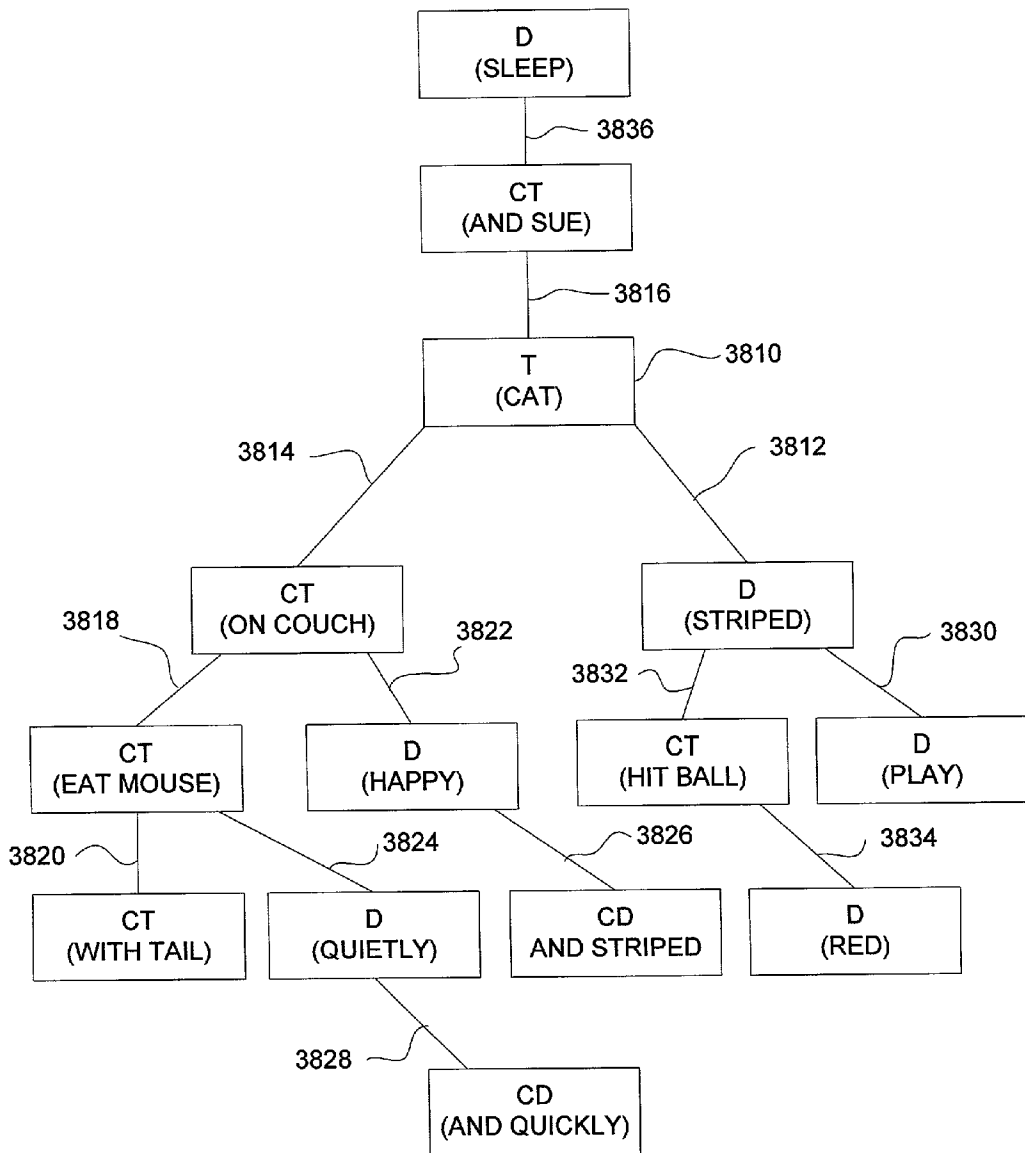 D
(SLEEP)
3836
CT
(AND SUE)
3816
T
(CAT)
3810
3814
3812
CT
(ON COUCH)
D
(STRIPED)
3818
3822
3832
3830
CT
(EAT MOUSE)
D
(HAPPY)
CT
(HIT BALL)
D
(PLAY)
3820
3824
3826
3834
CT
(WITH TAIL)
D
(QUIETLY)
CD
AND STRIPED
D
(RED)
3828
CD
(AND QUICKLY)